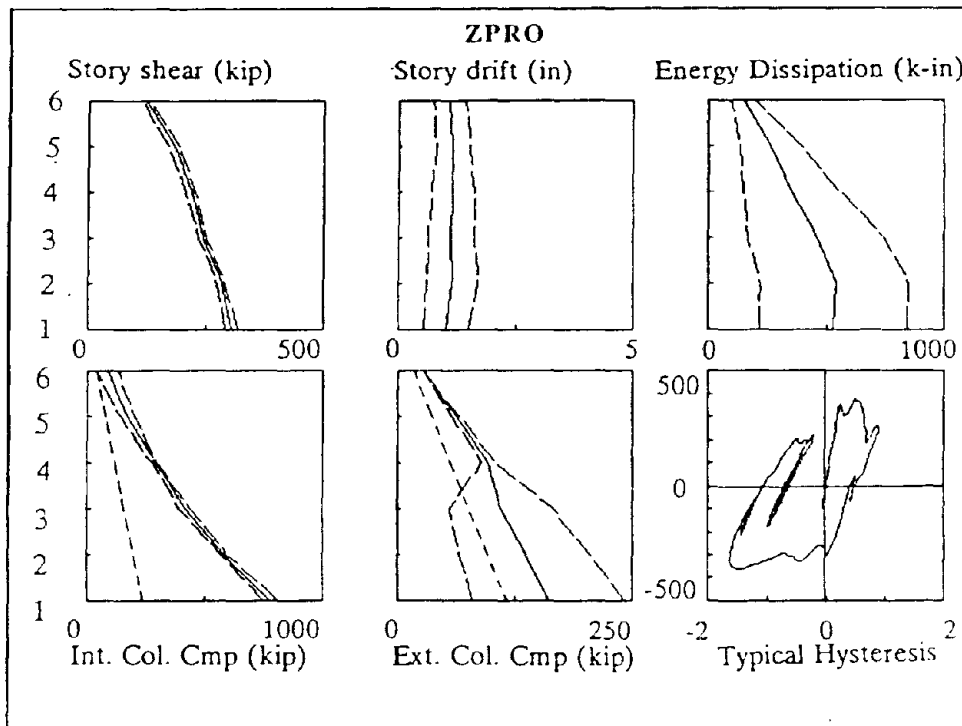 ZPRO
Story shear (kip)
Story drift (in)
Energy Dissipation (k-in)
6
5
4
3
2
1
0 500
0 5
0 1000
6
5
4
3
2
1
0 1000
0 250
500
0
-500
-2 0 2
Int. Col. Cmp (kip)
Ext. Col. Cmp (kip)
Typical Hysteresis